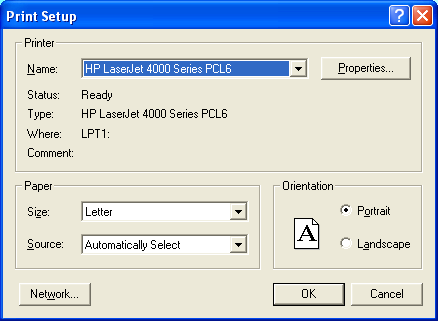 Print Setup
Printer
Name: HP LaserJet 4000 Series PCL6 Properties...
Status: Ready
Type: HP LaserJet 4000 Series PCL6
Where: LPT1:
Comment:
Paper
Size: Letter
Source: Automatically Select
Orientation
A
Portrait
Landscape
Network... OK Cancel